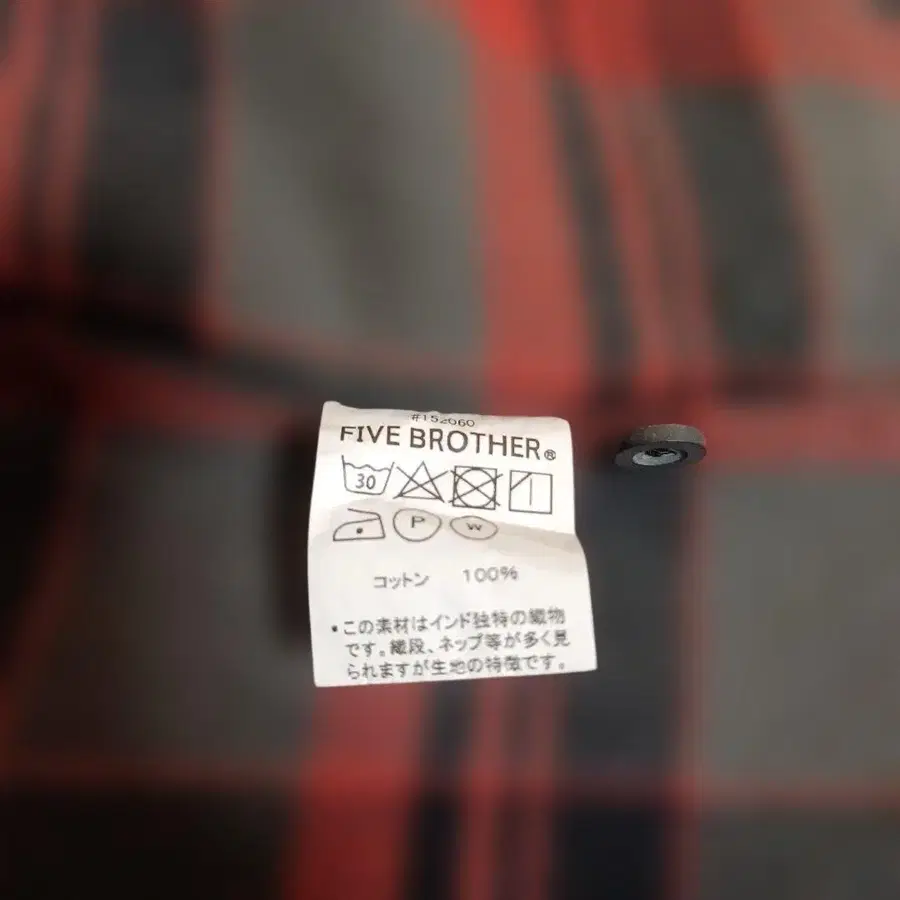 #152060
FIVE BROTHER®
30
P W
コットン 100%
・この素材はインド独特の織物
です。織段、ネップ等が多く見
られますが生地の特徴です。